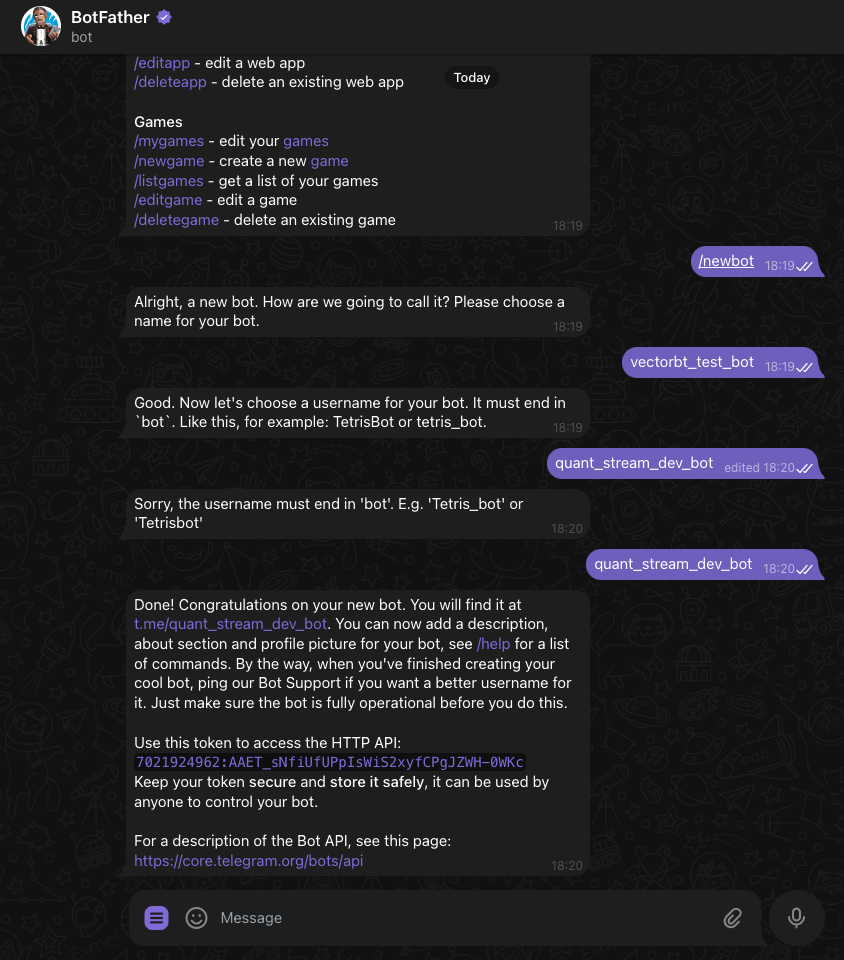 BotFather
bot
/editapp - edit a web app
/deleteapp - delete an existing web app
Today
Games
/mygames - edit your games
/newgame - create a new game
/listgames - get a list of your games
/editgame - edit a game
/deletegame - delete an existing game
18:19
/newbot 18:19
Alright, a new bot. How are we going to call it? Please choose a
name for your bot.
18:19
vectorbt_test_bot 18:19
Good. Now let's choose a username for your bot. It must end in
`bot`. Like this, for example: TetrisBot or tetris_bot.
18:19
quant_stream_dev_bot edited 18:20
Sorry, the username must end in 'bot'. E.g. 'Tetris_bot' or
'Tetrisbot'
18:20
quant_stream_dev_bot 18:20
Done! Congratulations on your new bot. You will find it at
t.me/quant_stream_dev_bot. You can now add a description,
about section and profile picture for your bot, see /help for a list
of commands. By the way, when you've finished creating your
cool bot, ping our Bot Support if you want a better username for
it. Just make sure the bot is fully operational before you do this.
Use this token to access the HTTP API:
7021924962:AAET_sNfiUfUPpIsWiS2xyfCPgJZWH-0WKc
Keep your token secure and store it safely, it can be used by
anyone to control your bot.
For a description of the Bot API, see this page:
https://core.telegram.org/bots/api
18:20
Message